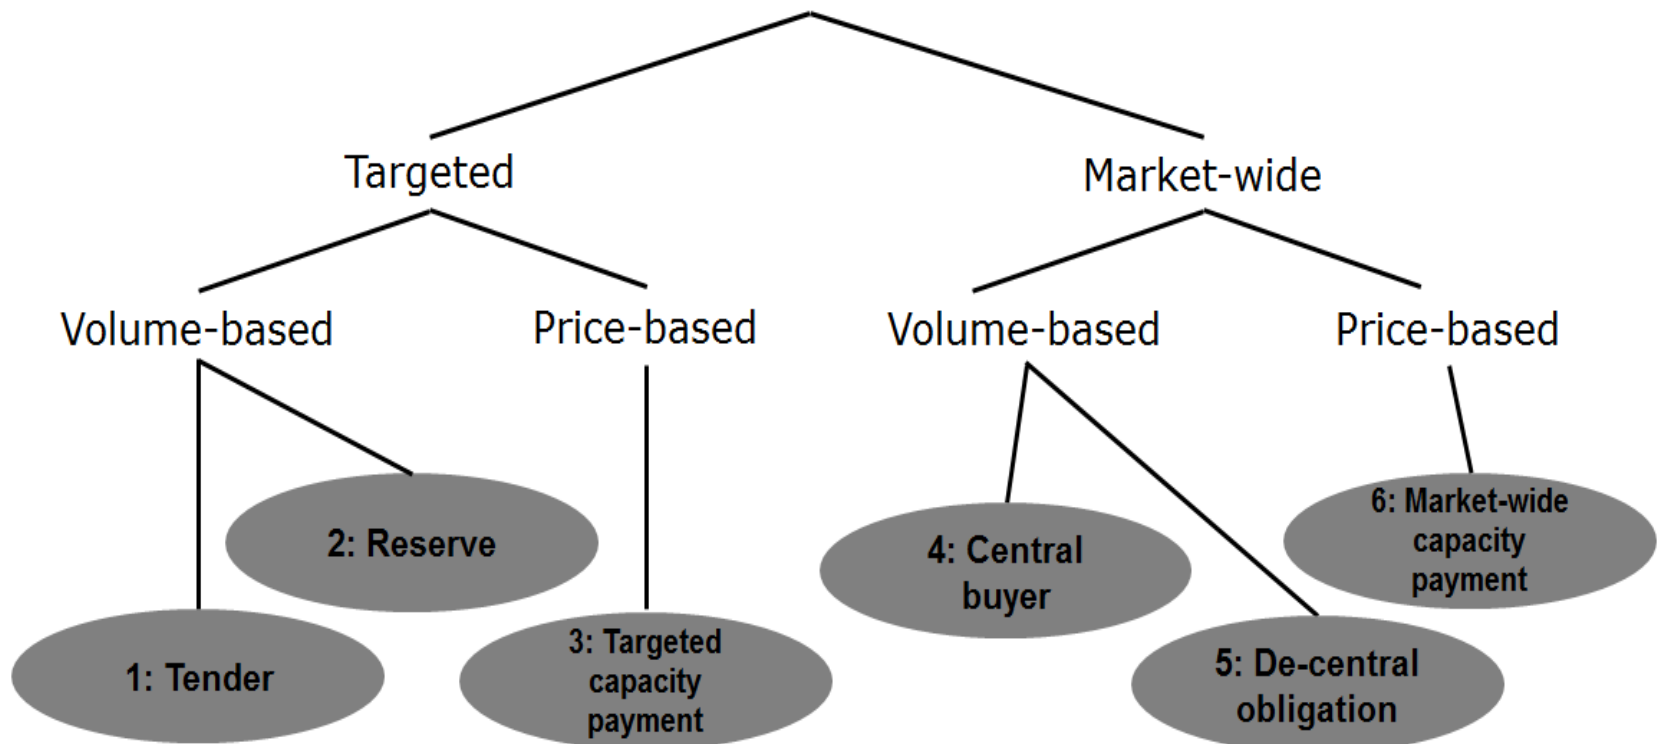 Targeted
Market-wide
Volume-based
Price-based
Volume-based
Price-based
1: Tender
2: Reserve
3: Targeted
capacity
payment
4: Central
buyer
5: De-central
obligation
6: Market-wide
capacity
payment